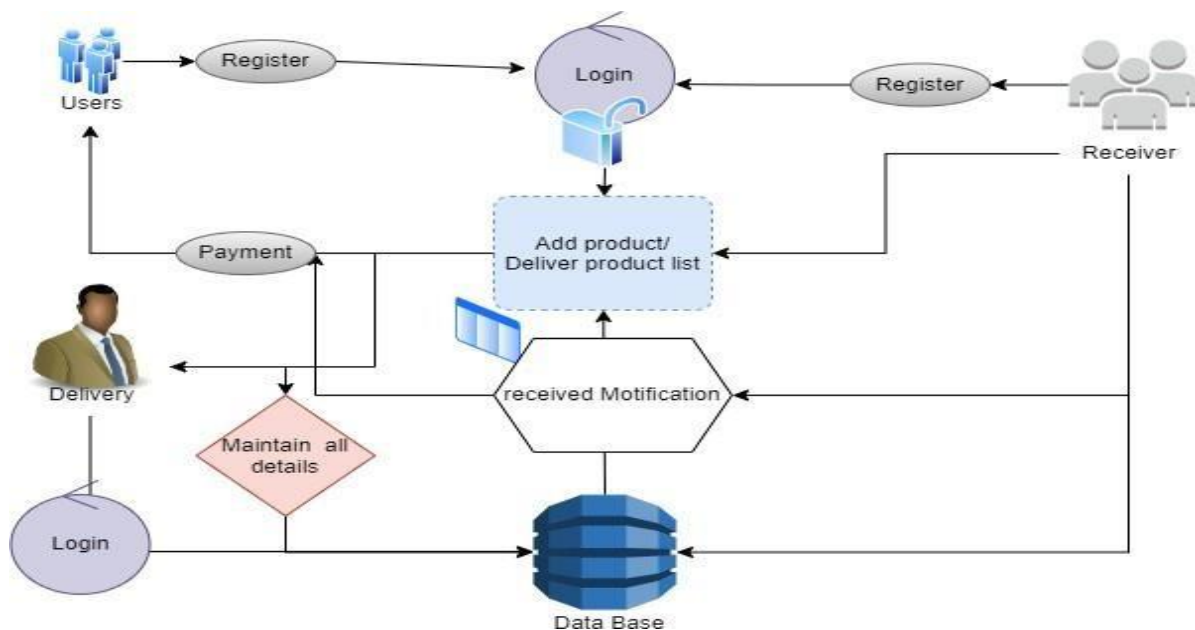 Register
Login
Register
Users
Receiver
Payment
Add product/
Deliver product list
Delivery
received Motification
Maintain all
details
Login
Data Base